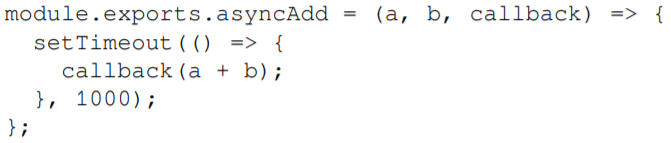 module.exports.asyncAdd = (a, b, callback) => {
  setTimeout(() => {
    callback(a + b);
  }, 1000);
};